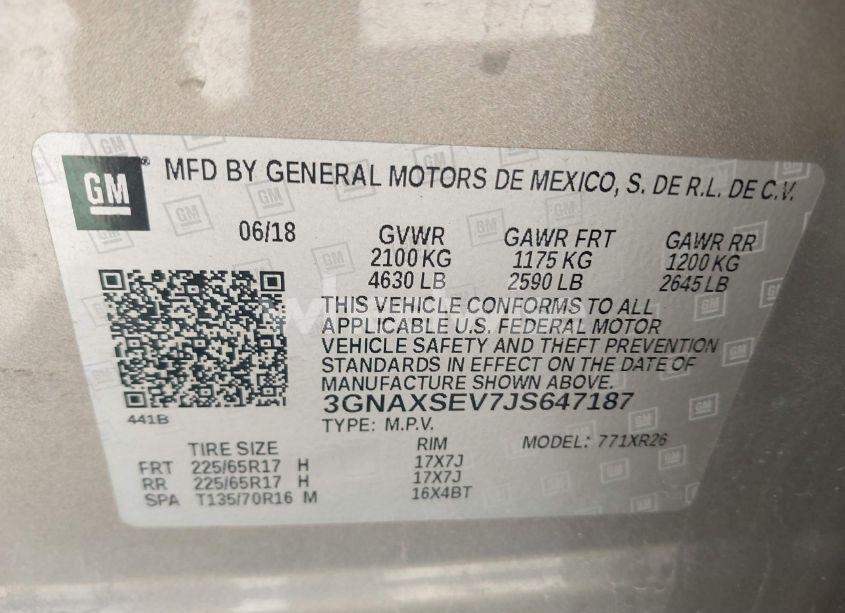 GM® MFD BY GENERAL MOTORS DE MEXICO, S. DE R.L. DE C.V.
06/18 GVWR GAWR FRT GAWR RR
2100 KG 1175 KG 1200 KG
4630 LB 2590 LB 2645 LB
THIS VEHICLE CONFORMS TO ALL
APPLICABLE U.S. FEDERAL MOTOR
VEHICLE SAFETY AND THEFT PREVENTION
STANDARDS IN EFFECT ON THE DATE OF
MANUFACTURE SHOWN ABOVE.
3GNAXSEV7JS647187
441B
TYPE: M.P.V. MODEL: 771XR26
TIRE SIZE RIM
FRT 225/65R17 H 17X7J
RR 225/65R17 H 17X7J
SPA T135/70R16 M 16X4BT